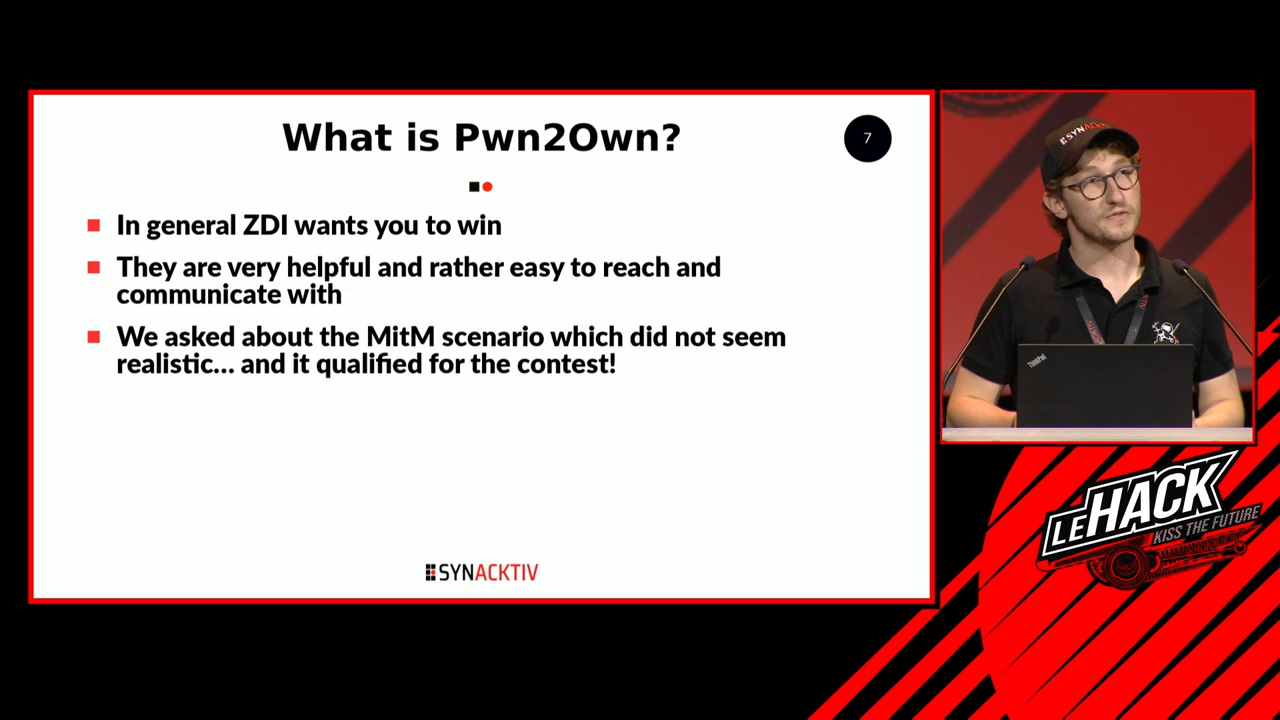 What is Pwn2Own?
7
In general ZDI wants you to win
They are very helpful and rather easy to reach and
communicate with
We asked about the MitM scenario which did not seem
realistic... and it qualified for the contest!
SYNACKTIV
SYNACKTIV
ThinkPad
LEHACK
KISS THE FUTURE